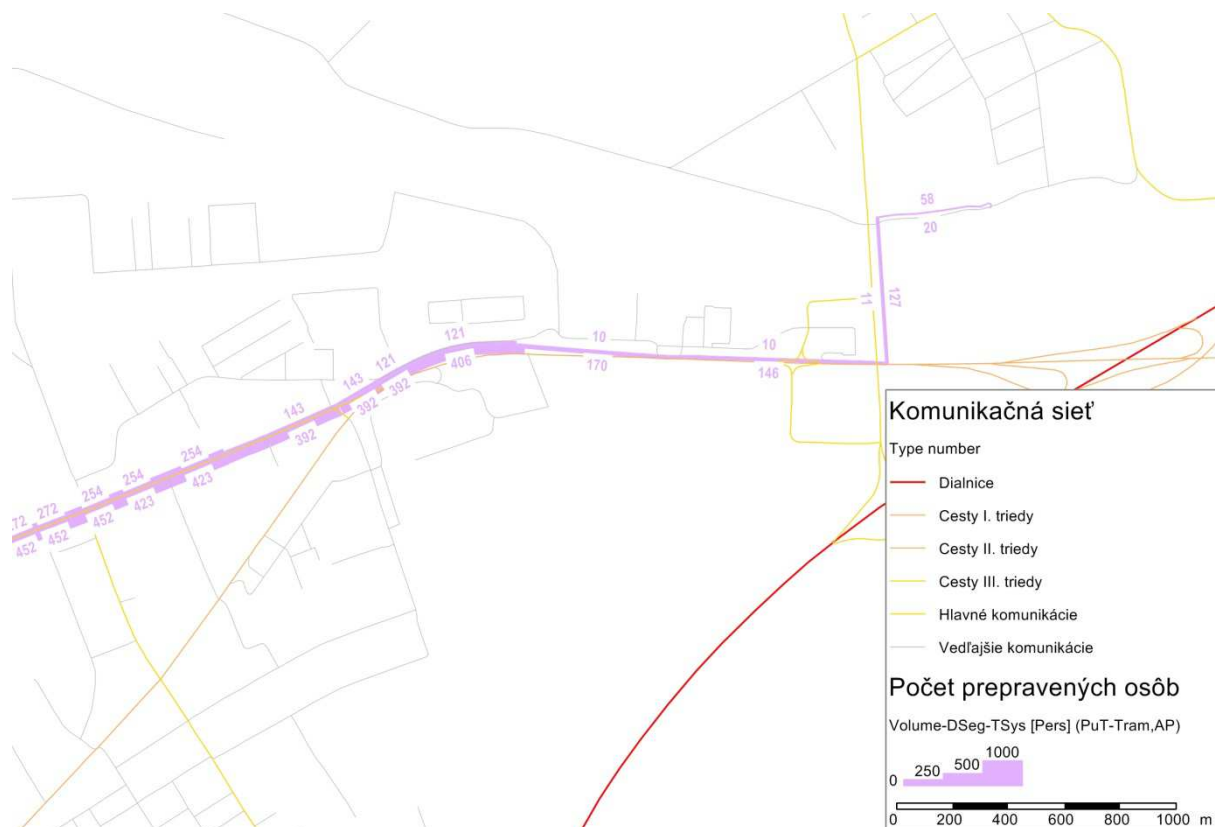 58
20
11
127
121
10
10
121
406
170
146
143
392
392
143
392
254
254
423
254
423
272
452
272
452
452
Komunikačná sieť
Type number
Dialnice
Cesty I. triedy
Cesty II. triedy
Cesty III. triedy
Hlavné komunikácie
Vedľajšie komunikácie
Počet prepravených osôb
Volume-DSeg-TSys [Pers] (PuT-Tram,AP)
0 250 500 1000
0 200 400 600 800 1000 m